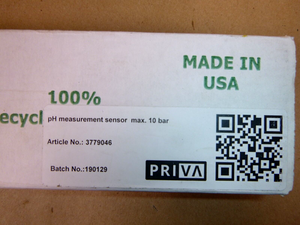 MADE IN
USA
100%
ecycl
pH measurement sensor max. 10 bar
Article No.: 3779046
Batch No.:190129
PRIVA